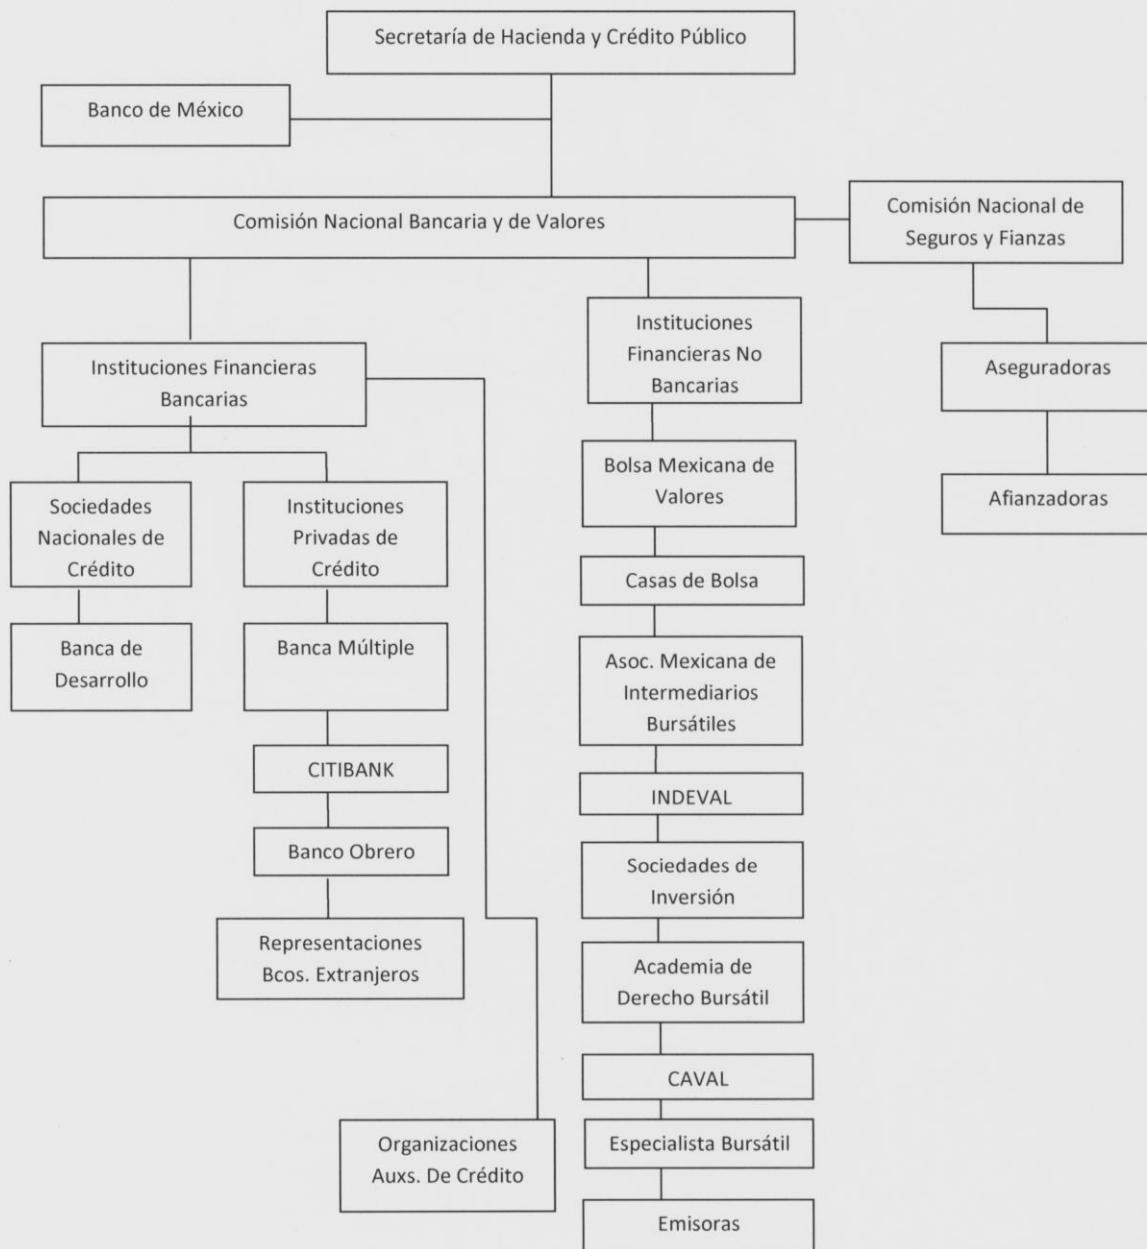 Secretaría de Hacienda y Crédito Público
Banco de México
Comisión Nacional Bancaria y de Valores
Comisión Nacional de
Seguros y Fianzas
Instituciones Financieras
Bancarias
Instituciones
Financieras No
Bancarias
Aseguradoras
Afianzadoras
Sociedades
Nacionales de
Crédito
Instituciones
Privadas de
Crédito
Banca de
Desarrollo
Banca Múltiple
CITIBANK
Banco Obrero
Representaciones
Bcos. Extranjeros
Organizaciones
Auxs. De Crédito
Bolsa Mexicana de
Valores
Casas de Bolsa
Asoc. Mexicana de
Intermediarios
Bursátiles
INDEVAL
Sociedades de
Inversión
Academia de
Derecho Bursátil
CAVAL
Especialista Bursátil
Emisoras